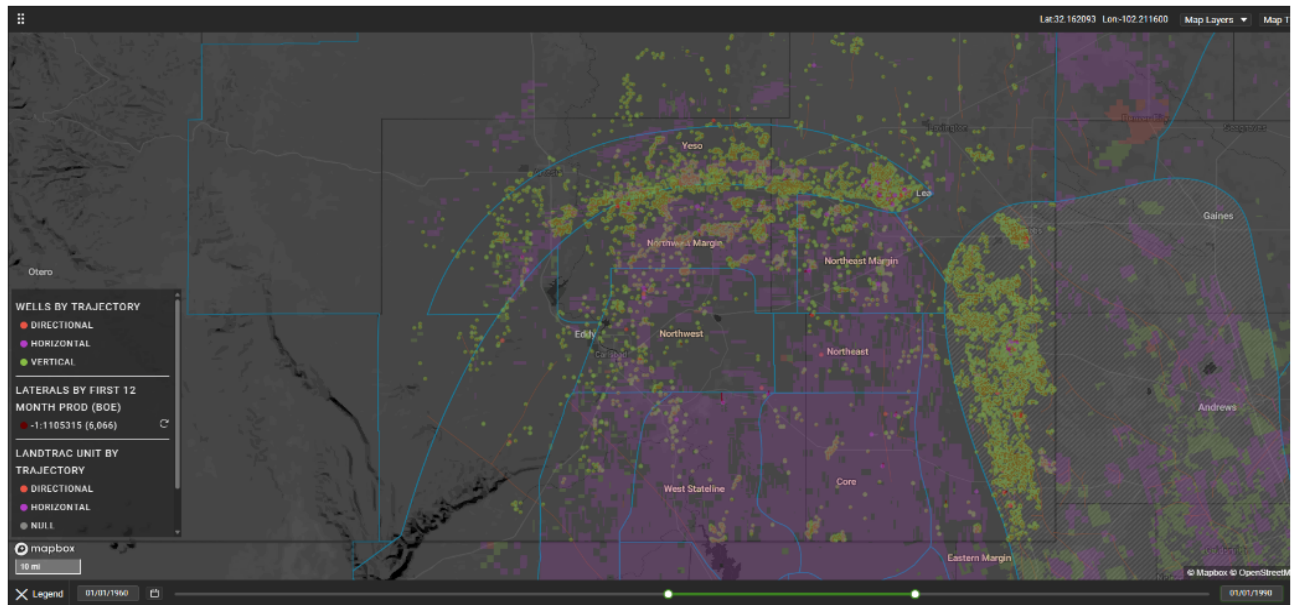 Lat:32.162093 Lon:-102.211600 Map Layers Map T
Yeso
Lea
Gaines
Northwest Margin
Northeast Margin
Otero
WELLS BY TRAJECTORY
DIRECTIONAL
HORIZONTAL
VERTICAL
Eddy
Northwest
Northeast
LATERALS BY FIRST 12
MONTH PROD (BOE)
-1:1105315 (6,066)
Andrews
LANDTRAC UNIT BY
TRAJECTORY
DIRECTIONAL
HORIZONTAL
NULL
West Stateline
Core
mapbox
10 mi
Eastern Margin
© Mapbox © OpenStreetM
Legend 01/01/1960 01/01/1990